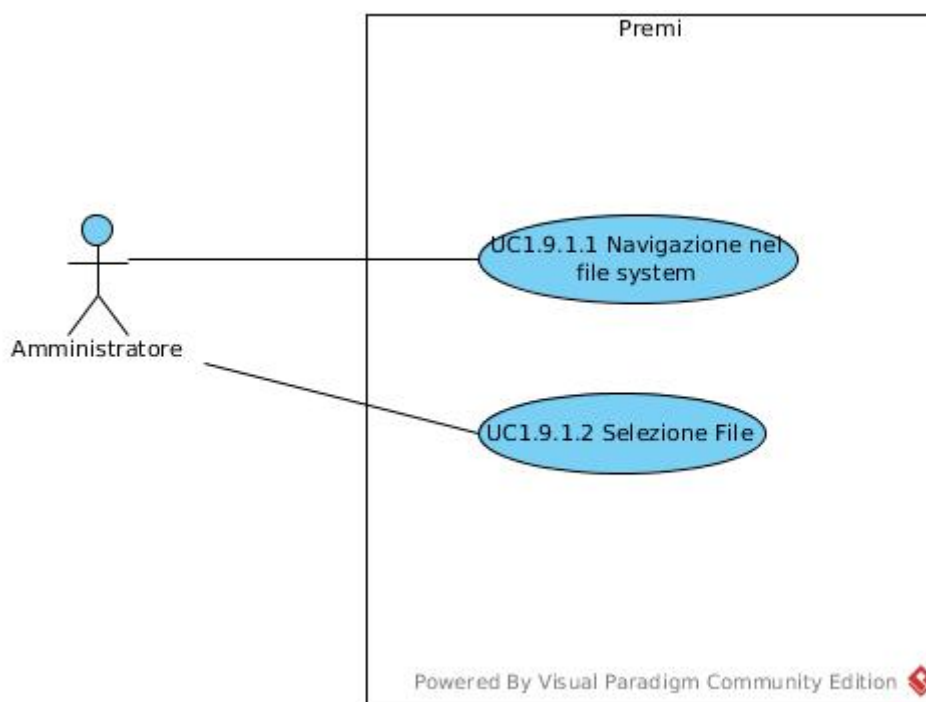 Premi
UC1.9.1.1 Navigazione nel
file system
Amministratore
UC1.9.1.2 Selezione File
Powered By Visual Paradigm Community Edition